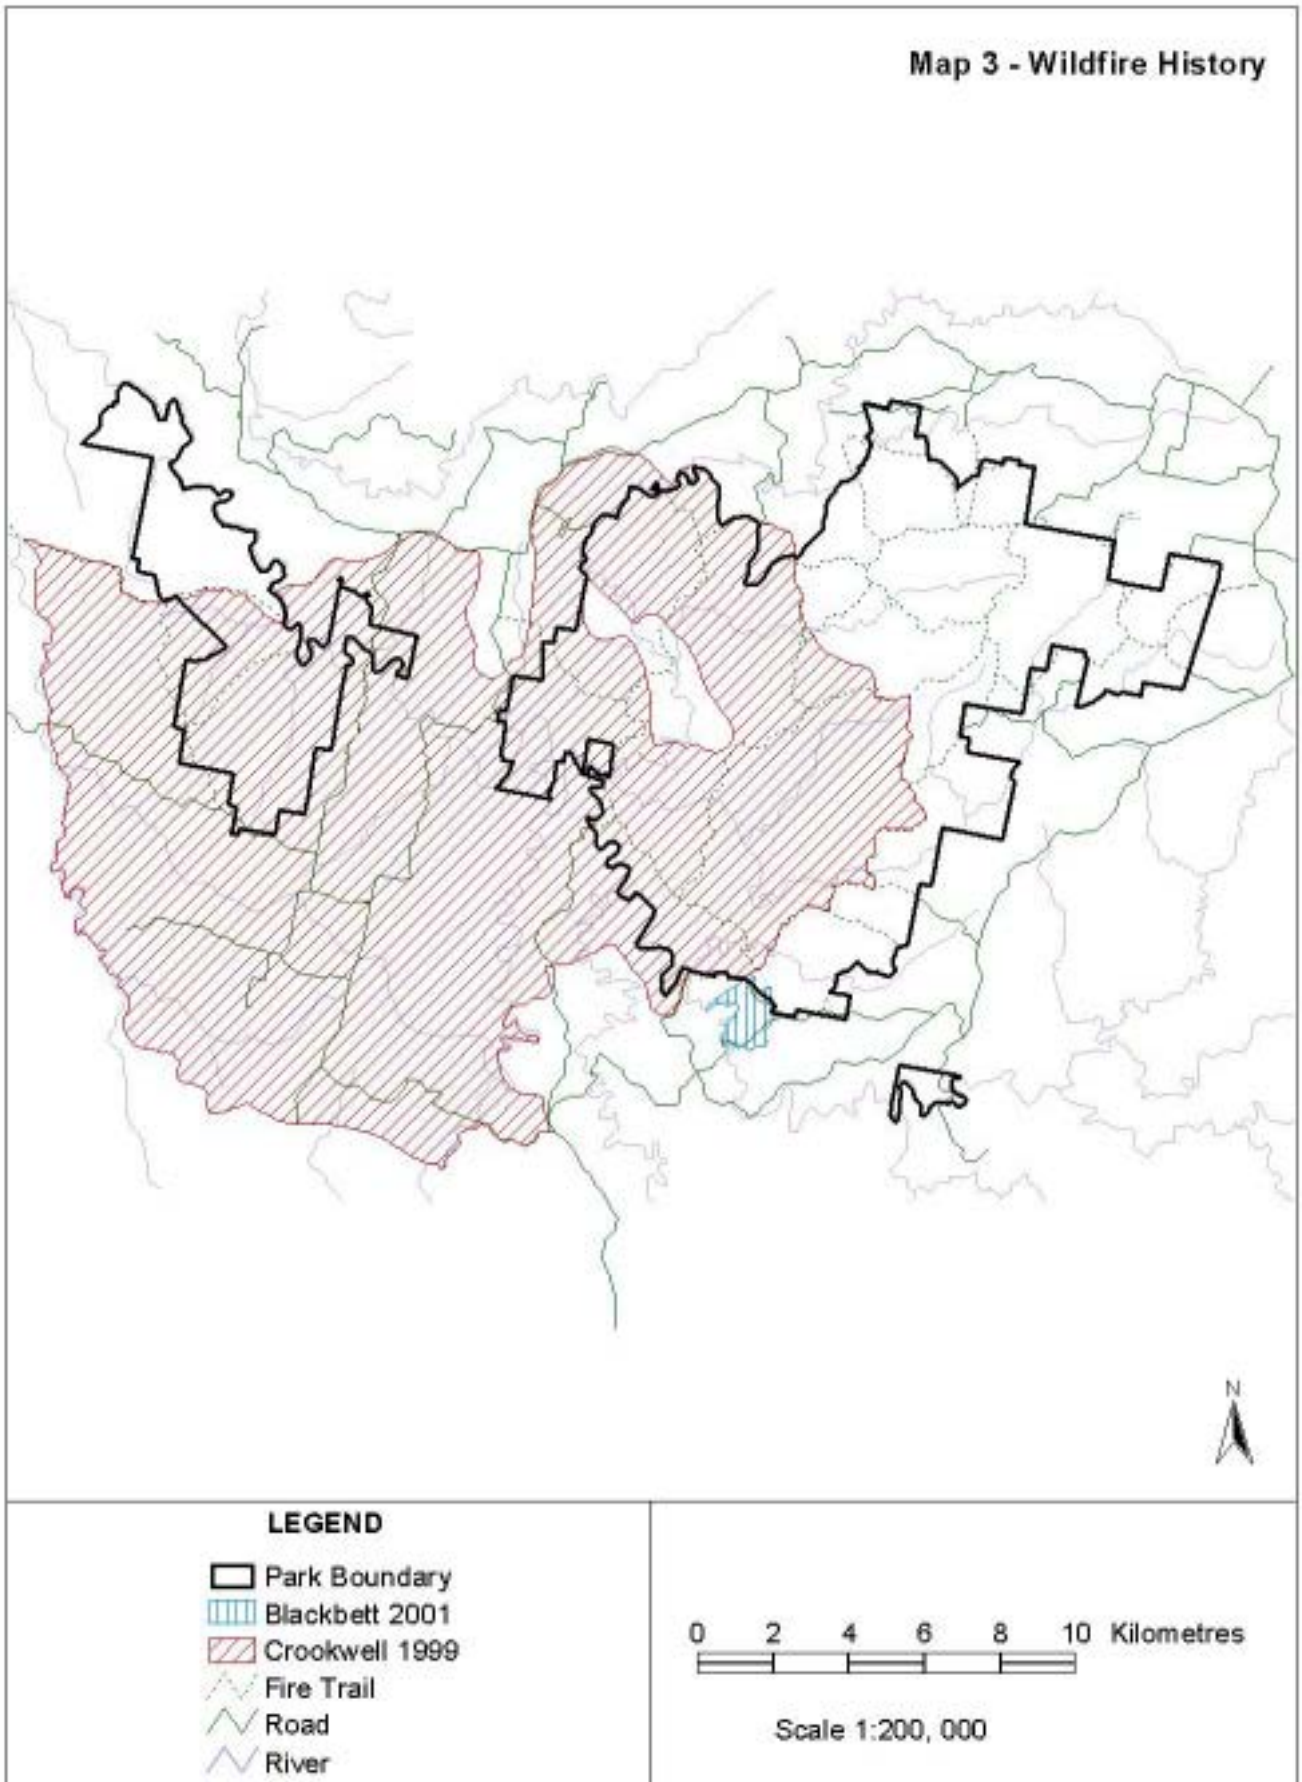 Map 3 - Wildfire History
N
LEGEND
Park Boundary
Blackbett 2001
Crookwell 1999
Fire Trail
Road
River
0 2 4 6 8 10 Kilometres
Scale 1:200, 000